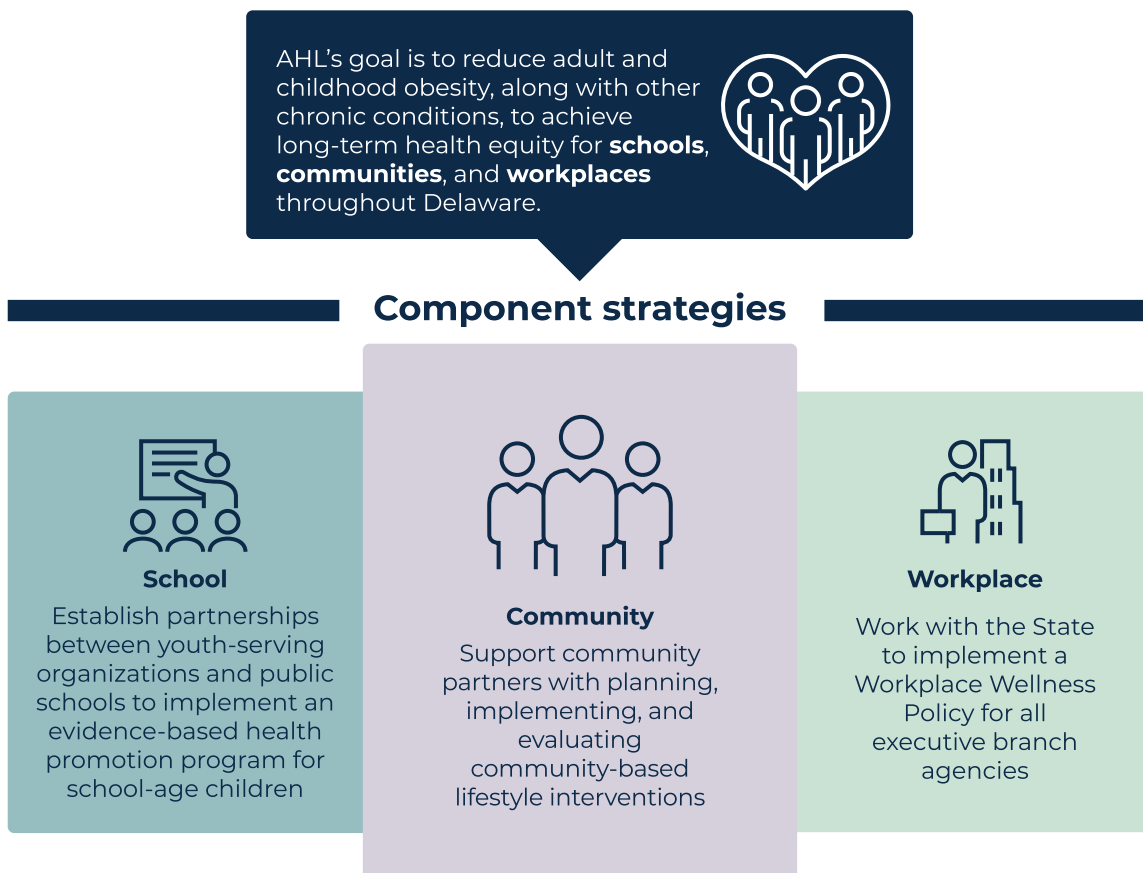 AHL’s goal is to reduce adult and
childhood obesity, along with other
chronic conditions, to achieve
long-term health equity for schools,
communities, and workplaces
throughout Delaware.
Component strategies
School
Establish partnerships
between youth-serving
organizations and public
schools to implement an
evidence-based health
promotion program for
school-age children
Community
Support community
partners with planning,
implementing, and
evaluating
community-based
lifestyle interventions
Workplace
Work with the State
to implement a
Workplace Wellness
Policy for all
executive branch
agencies